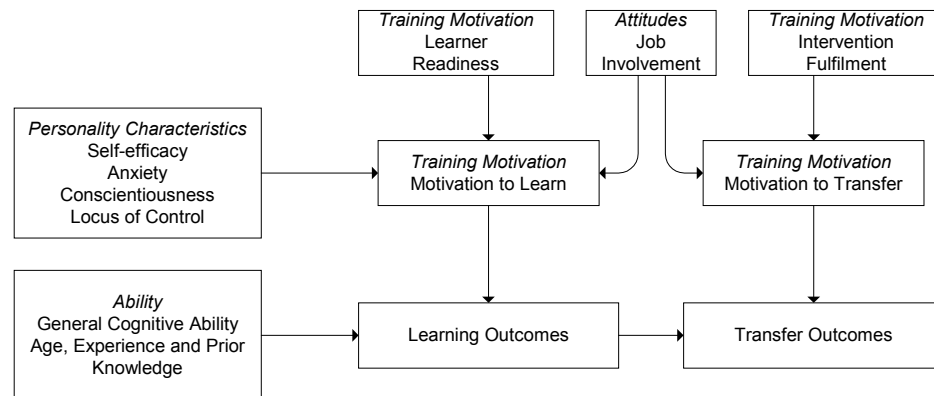 Training Motivation
Learner
Readiness
Attitudes
Job
Involvement
Training Motivation
Intervention
Fulfilment
Personality Characteristics
Self-efficacy
Anxiety
Conscientiousness
Locus of Control
Training Motivation
Motivation to Learn
Training Motivation
Motivation to Transfer
Ability
General Cognitive Ability
Age, Experience and Prior
Knowledge
Learning Outcomes
Transfer Outcomes